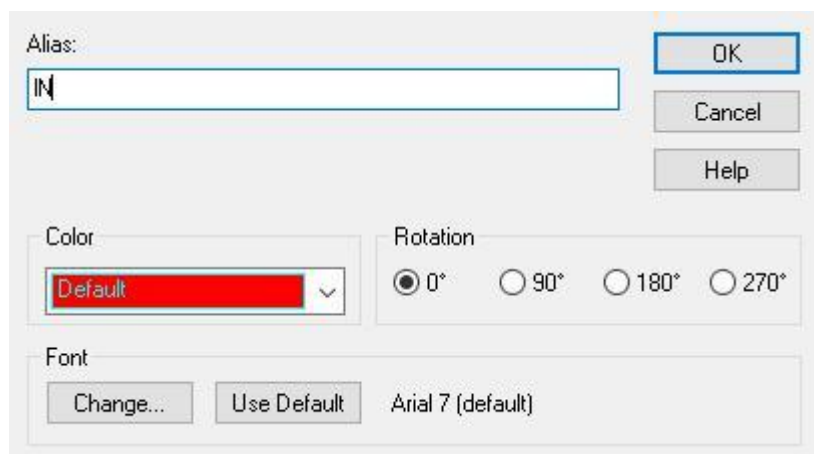 Alias:
OK
IN
Cancel
Help
Color
Rotation
Default
0° 90° 180° 270°
Font
Change... Use Default Arial 7 (default)